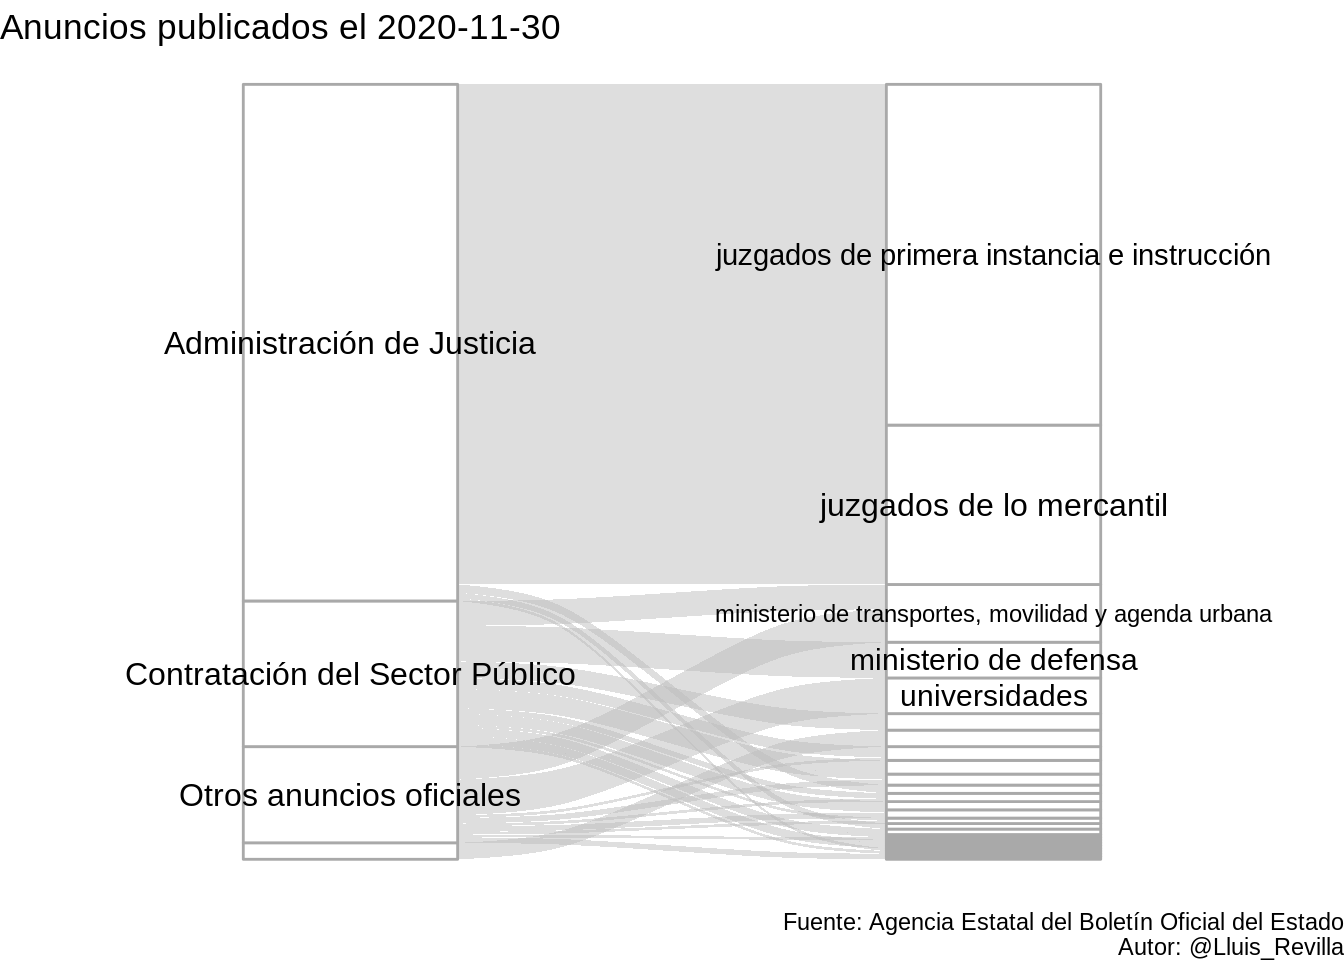 Anuncios publicados el 2020-11-30
juzgados de primera instancia e instrucción
Administración de Justicia
juzgados de lo mercantil
ministerio de transportes, movilidad y agenda urbana
ministerio de defensa
Contratación del Sector Público
universidades
Otros anuncios oficiales
Fuente: Agencia Estatal del Boletín Oficial del Estado
Autor: @Lluis_Revilla